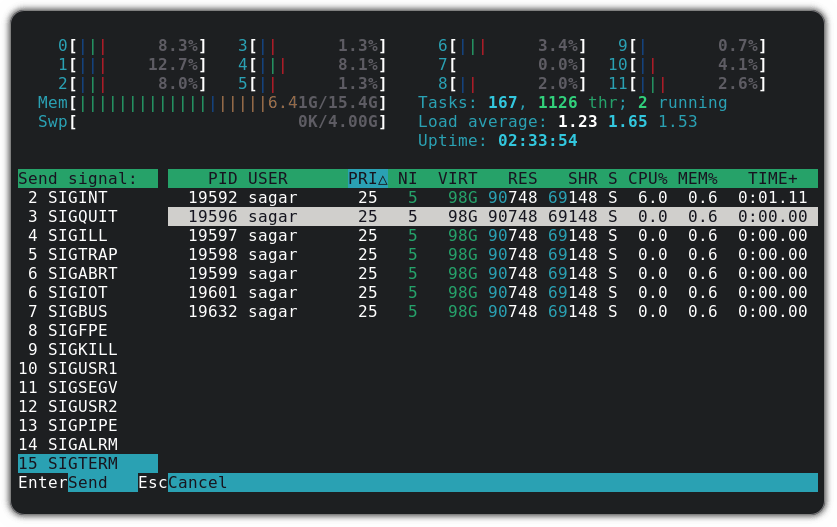 0[||| 8.3%] 3[|| 1.3%] 6[||| 3.4%] 9[| 0.7%]
1[||| 12.7%] 4[||| 8.1%] 7[ 0.0%] 10[|| 4.1%]
2[||| 8.0%] 5[|| 1.3%] 8[|| 2.0%] 11[||| 2.6%]
Mem[|||||||||||||||||||6.41G/15.4G] Tasks: 167, 1126 thr; 2 running
Swp[ 0K/4.00G] Load average: 1.23 1.65 1.53
Uptime: 02:33:54
Send signal: PID USER PRI△ NI VIRT RES SHR S CPU% MEM% TIME+
2 SIGINT 19592 sagar 25 5 98G 90748 69148 S 6.0 0.6 0:01.11
3 SIGQUIT 19596 sagar 25 5 98G 90748 69148 S 0.0 0.6 0:00.00
4 SIGILL 19597 sagar 25 5 98G 90748 69148 S 0.0 0.6 0:00.00
5 SIGTRAP 19598 sagar 25 5 98G 90748 69148 S 0.0 0.6 0:00.00
6 SIGABRT 19599 sagar 25 5 98G 90748 69148 S 0.0 0.6 0:00.00
6 SIGIOT 19601 sagar 25 5 98G 90748 69148 S 0.0 0.6 0:00.00
7 SIGBUS 19632 sagar 25 5 98G 90748 69148 S 0.0 0.6 0:00.00
8 SIGFPE
9 SIGKILL
10 SIGUSR1
11 SIGSEGV
12 SIGUSR2
13 SIGPIPE
14 SIGALRM
15 SIGTERM
EnterSend EscCancel